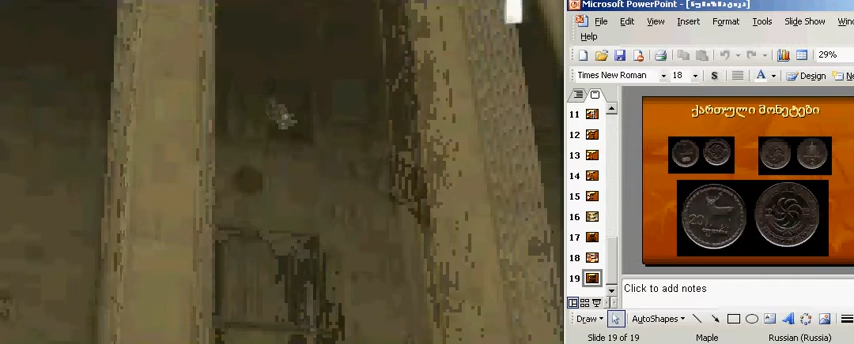 Microsoft PowerPoint - [ნუმიზმატიკა]
File Edit View Insert Format Tools Slide Show
Help
29%
Times New Roman 18 S A Design
11
12
13
14
15
16
17
18
19
ქართული მონეტები
20
Click to add notes
Draw AutoShapes
Slide 19 of 19 Maple Russian (Russia)